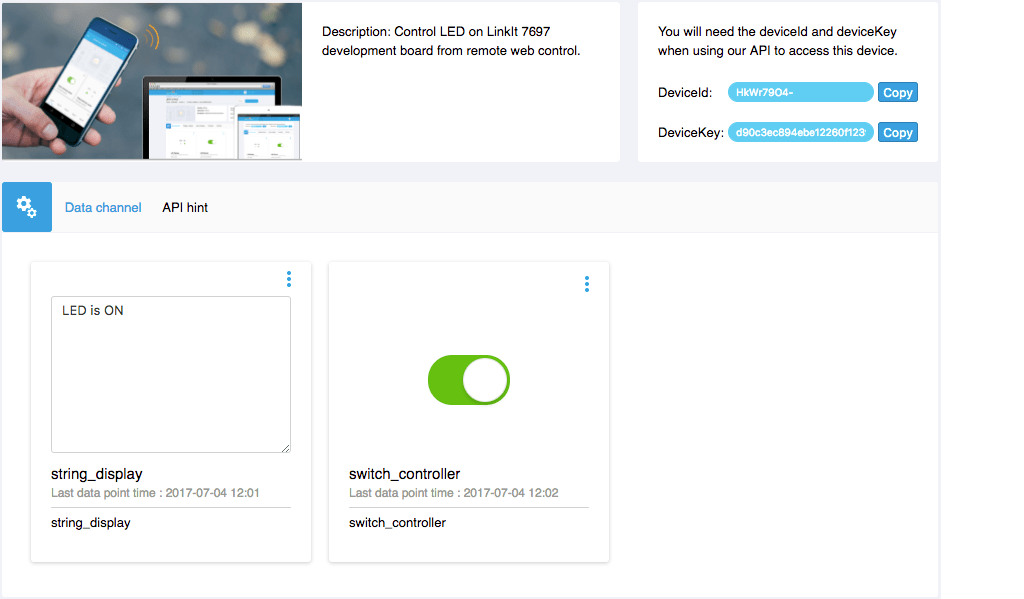 Description: Control LED on LinkIt 7697
development board from remote web control.
You will need the deviceId and deviceKey
when using our API to access this device.
DeviceId: HkWr79O4- Copy
DeviceKey: d90c3ec894ebe12260f123 Copy
Data channel API hint
LED is ON
string_display
Last data point time : 2017-07-04 12:01
string_display
switch_controller
Last data point time : 2017-07-04 12:02
switch_controller